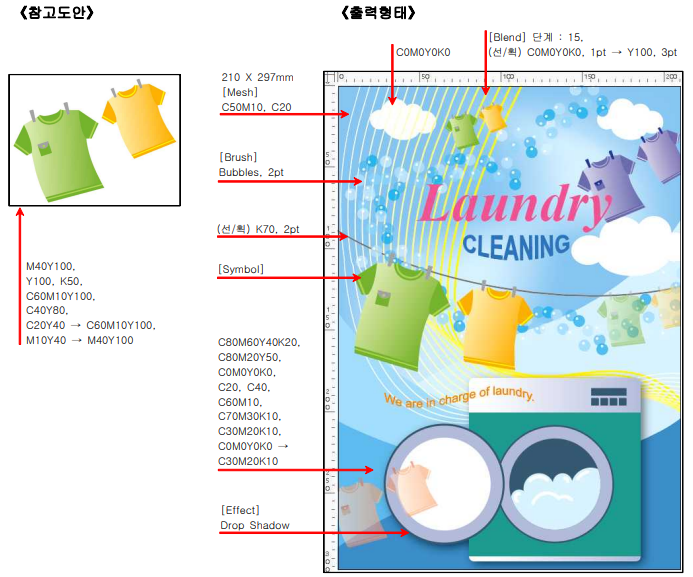 《참고도안》
《출력형태》
[Blend] 단계 : 15,
(선/획) C0M0Y0K0, 1pt → Y100, 3pt
C0M0Y0K0
210 X 297mm
[Mesh]
C50M10, C20
0 50 100 150 200
[Brush]
Bubbles, 2pt
Laundry
CLEANING
(선/획) K70, 2pt
[Symbol]
M40Y100,
Y100, K50,
C60M10Y100,
C40Y80,
C20Y40 → C60M10Y100,
M10Y40 → M40Y100
C80M60Y40K20,
C80M20Y50,
C0M0Y0K0,
C20, C40,
C60M10,
C70M30K10,
C30M20K10,
C0M0Y0K0 →
C30M20K10
We are in charge of laundry.
[Effect]
Drop Shadow